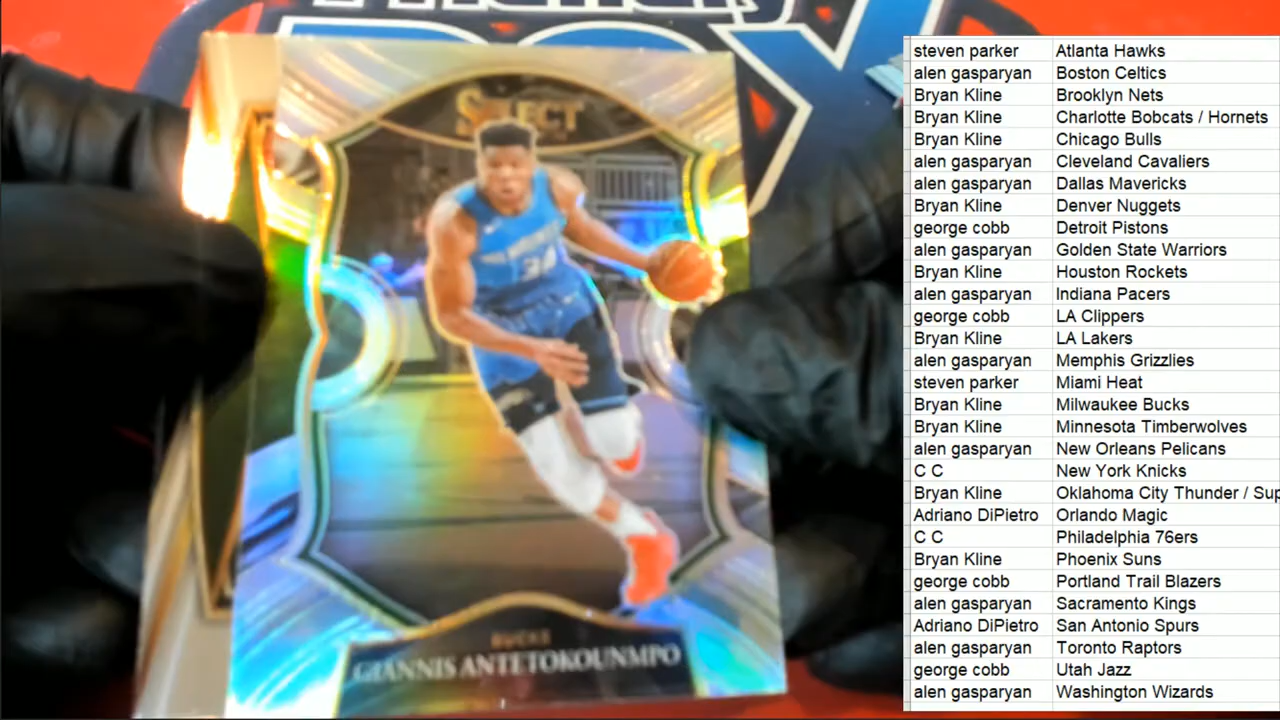 SELECT
34
BUCKS
GIANNIS ANTETOKOUNMPO
steven parker Atlanta Hawks
alen gasparyan Boston Celtics
Bryan Kline Brooklyn Nets
Bryan Kline Charlotte Bobcats / Hornets
Bryan Kline Chicago Bulls
alen gasparyan Cleveland Cavaliers
alen gasparyan Dallas Mavericks
Bryan Kline Denver Nuggets
george cobb Detroit Pistons
alen gasparyan Golden State Warriors
Bryan Kline Houston Rockets
alen gasparyan Indiana Pacers
george cobb LA Clippers
Bryan Kline LA Lakers
alen gasparyan Memphis Grizzlies
steven parker Miami Heat
Bryan Kline Milwaukee Bucks
Bryan Kline Minnesota Timberwolves
alen gasparyan New Orleans Pelicans
C C New York Knicks
Bryan Kline Oklahoma City Thunder / Sup
Adriano DiPietro Orlando Magic
C C Philadelphia 76ers
Bryan Kline Phoenix Suns
george cobb Portland Trail Blazers
alen gasparyan Sacramento Kings
Adriano DiPietro San Antonio Spurs
alen gasparyan Toronto Raptors
george cobb Utah Jazz
alen gasparyan Washington Wizards